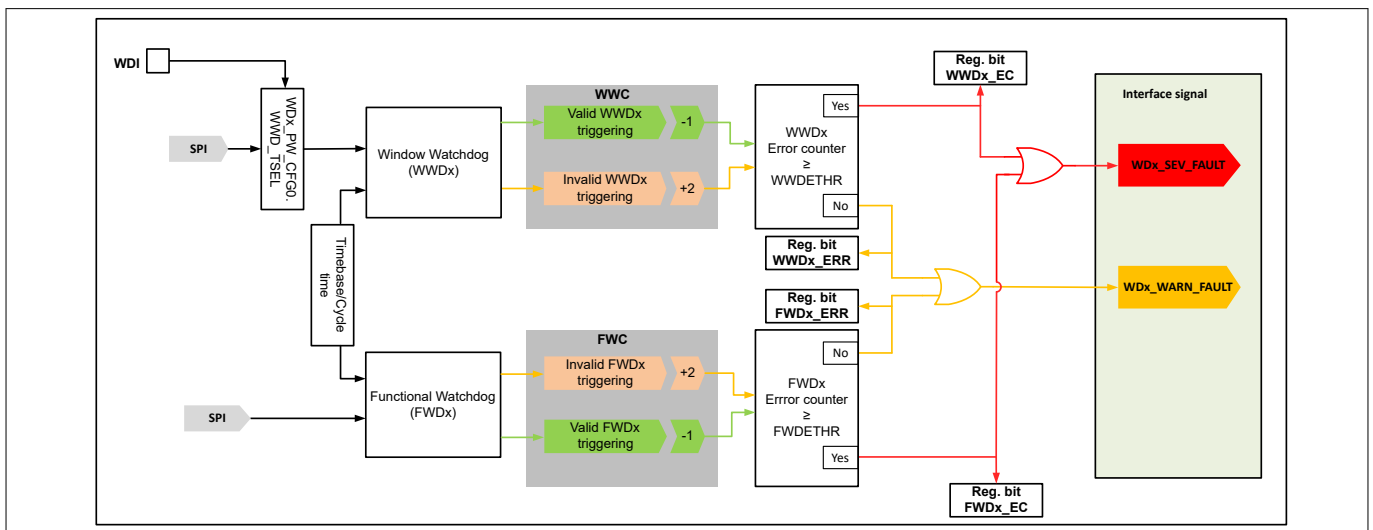 WDI
SPI
WDx_PW_CFG0.
WWD_TSEL
Timebase/Cycle
time
Window Watchdog
(WWDx)
WWC
Valid WWDx
triggering
-1
Invalid WWDx
triggering
+2
WWDx
Error counter
≥
WWDETHR
Yes
No
Reg. bit
WWDx_EC
Reg. bit
WWDx_ERR
Reg. bit
FWDx_ERR
Interface signal
WDx_SEV_FAULT
WDx_WARN_FAULT
SPI
Functional Watchdog
(FWDx)
FWC
Invalid FWDx
triggering
+2
Valid FWDx
triggering
-1
No
FWDx
Errror counter
≥
FWDETHR
Yes
Reg. bit
FWDx_EC